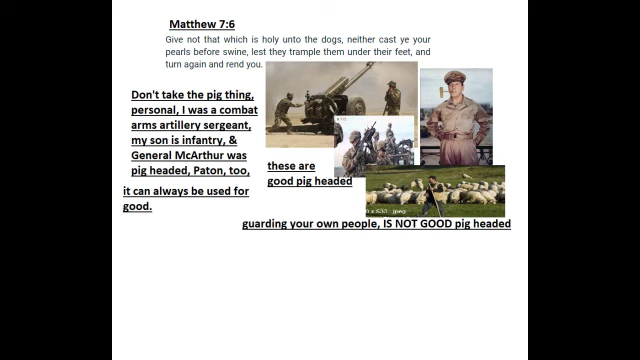 Matthew 7:6
Give not that which is holy unto the dogs, neither cast ye your
pearls before swine, lest they trample them under their feet, and
turn again and rend you.
Don't take the pig thing,
personal, I was a combat
arms artillery sergeant,
my son is infantry, &
General McArthur was
pig headed, Paton, too,
it can always be used for
good.
these are
good pig headed
jpeg
guarding your own people, IS NOT GOOD pig headed